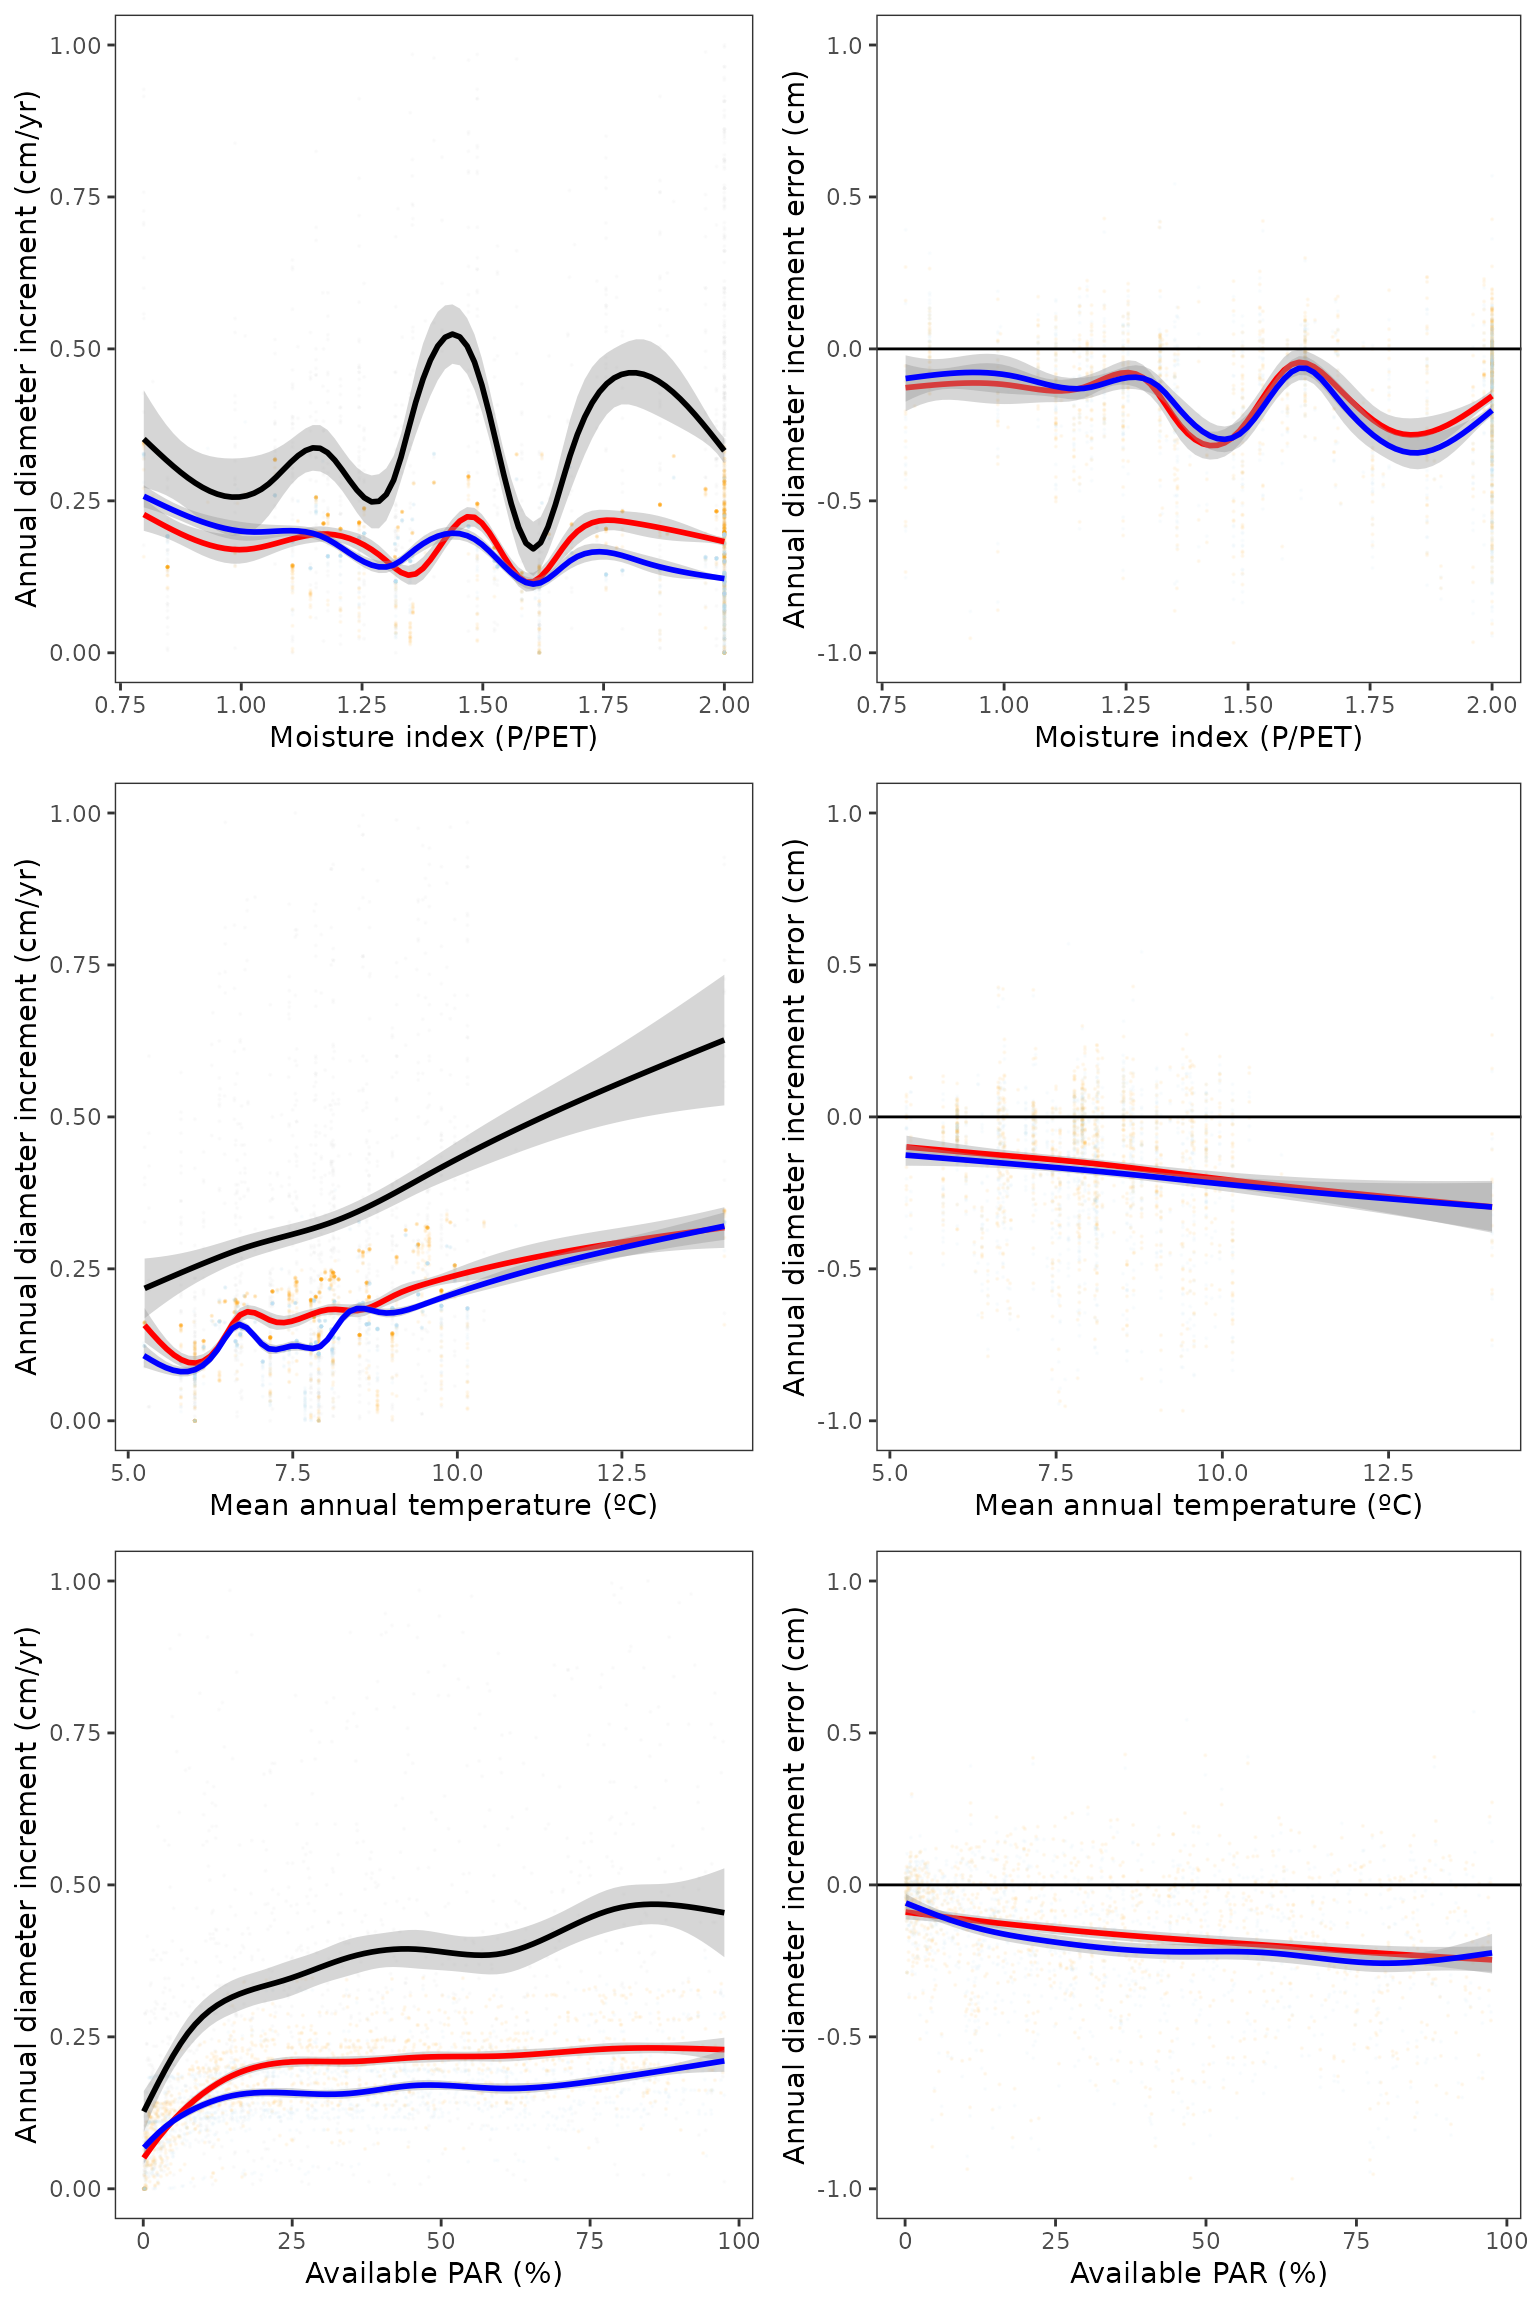 Annual diameter increment (cm/yr)
1.00
0.75
0.50
0.25
0.00
0.75 1.00 1.25 1.50 1.75 2.00
Moisture index (P/PET)
Annual diameter increment error (cm)
1.0
0.5
0.0
-0.5
-1.0
0.75 1.00 1.25 1.50 1.75 2.00
Moisture index (P/PET)
Annual diameter increment (cm/yr)
1.00
0.75
0.50
0.25
0.00
5.0 7.5 10.0 12.5
Mean annual temperature (ºC)
Annual diameter increment error (cm)
1.0
0.5
0.0
-0.5
-1.0
5.0 7.5 10.0 12.5
Mean annual temperature (ºC)
Annual diameter increment (cm/yr)
1.00
0.75
0.50
0.25
0.00
0 25 50 75 100
Available PAR (%)
Annual diameter increment error (cm)
1.0
0.5
0.0
-0.5
-1.0
0 25 50 75 100
Available PAR (%)